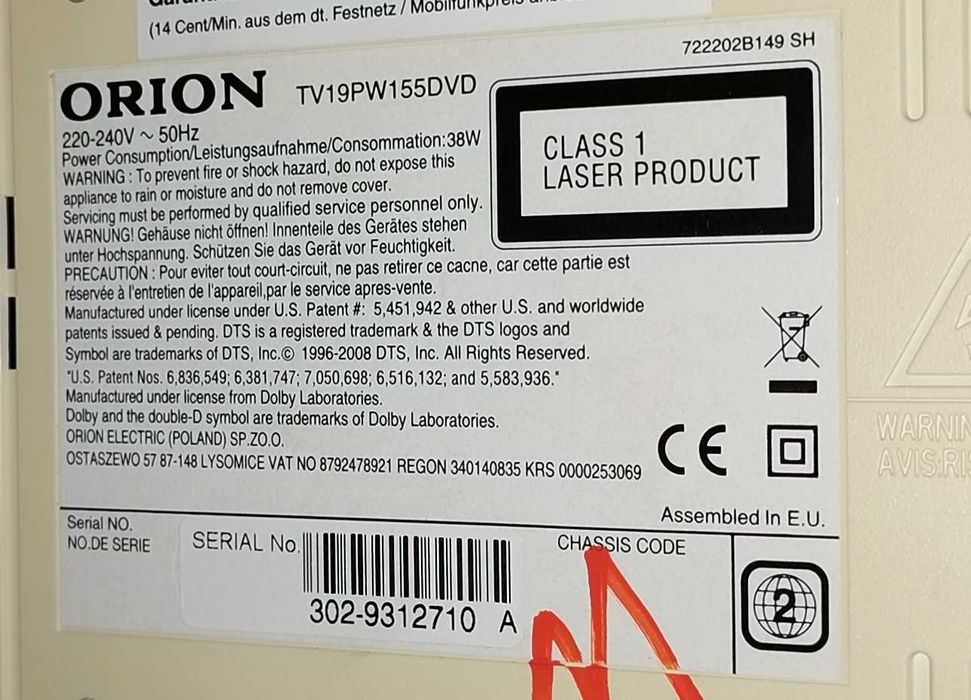 (14 Cent/Min. aus dem dt. Festnetz / Mobilfunkpreis
722202B149 SH
ORION TV19PW155DVD
220-240V ~ 50Hz
Power Consumption/Leistungsaufnahme/Consommation:38W
WARNING : To prevent fire or shock hazard, do not expose this
appliance to rain or moisture and do not remove cover.
Servicing must be performed by qualified service personnel only.
WARNUNG! Gehäuse nicht öffnen! Innenteile des Gerätes stehen
unter Hochspannung. Schützen Sie das Gerät vor Feuchtigkeit.
PRECAUTION : Pour eviter tout court-circuit, ne pas retirer ce cacne, car cette partie est
réservée à l'entretien de l'appareil,par le service apres-vente.
Manufactured under license under U.S. Patent #: 5,451,942 & other U.S. and worldwide
patents issued & pending. DTS is a registered trademark & the DTS logos and
Symbol are trademarks of DTS, Inc.© 1996-2008 DTS, Inc. All Rights Reserved.
"U.S. Patent Nos. 6,836,549; 6,381,747; 7,050,698; 6,516,132; and 5,583,936."
Manufactured under license from Dolby Laboratories.
Dolby and the double-D symbol are trademarks of Dolby Laboratories.
ORION ELECTRIC (POLAND) SP.ZO.O.
OSTASZEWO 57 87-148 LYSOMICE VAT NO 8792478921 REGON 340140835 KRS 0000253069
CLASS 1
LASER PRODUCT
CE
Assembled In E.U.
Serial NO.
NO.DE SERIE
SERIAL No.
302-9312710 A
CHASSIS CODE
2
WARNIN
AVIS:RIS